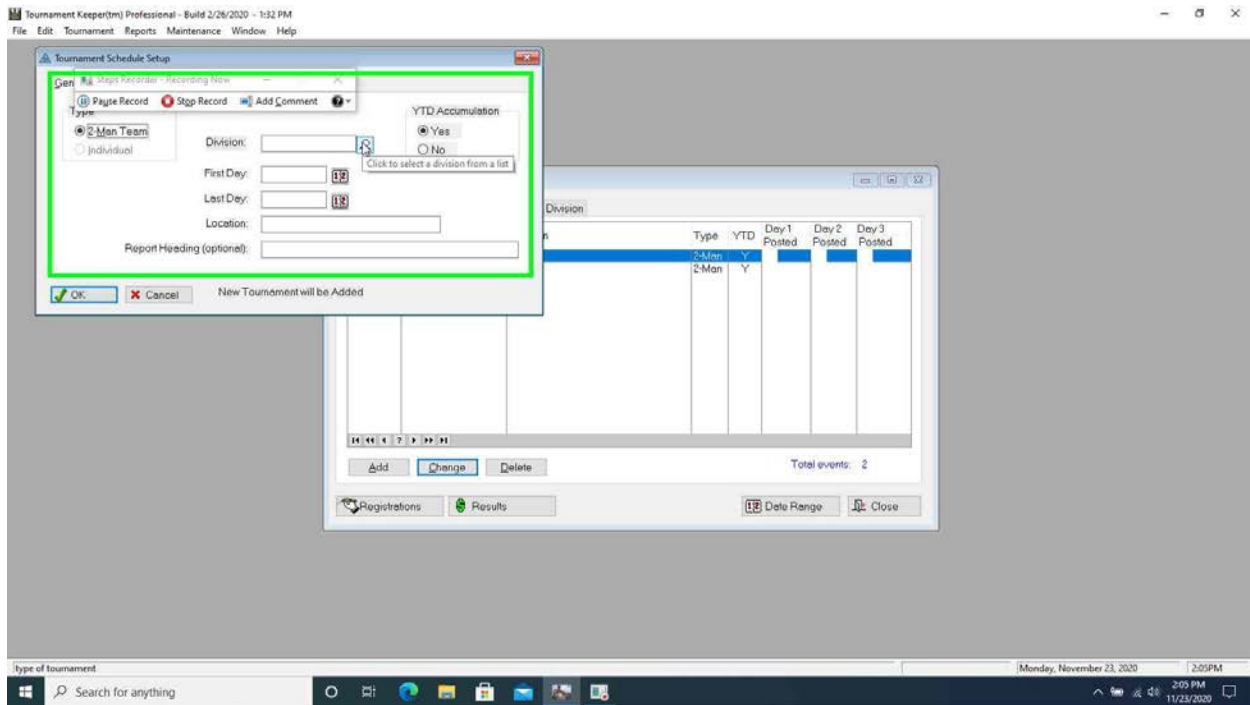 Tournament Keeper(tm) Professional - Build 2/26/2020 - 1:32 PM
File Edit Tournament Reports Maintenance Window Help
Tournament Schedule Setup
Gen
Steps Recorder - Recording Now
Pause Record Stop Record Add Comment
Type
2-Man Team
Individual
YTD Accumulation
Yes
No
Division:
Click to select a division from a list
First Day:
Last Day:
Location:
Report Heading (optional):
OK Cancel New Tournament will be Added
Division
Type YTD Day 1 Posted Day 2 Posted Day 3 Posted
2-Man Y
2-Man Y
Add Change Delete Total events: 2
Registrations Results Date Range Close
type of tournament Monday, November 23, 2020 2:05PM
Search for anything
2:05 PM
11/23/2020